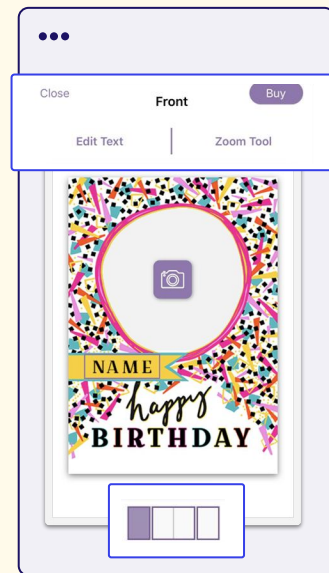 Close
Front
Buy
Edit Text
Zoom Tool
NAME
happy
BIRTHDAY